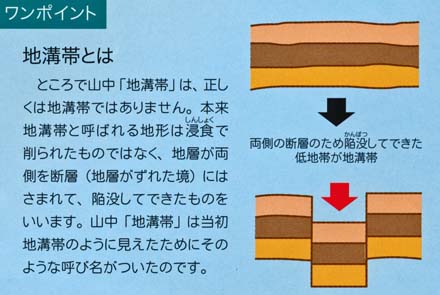 ワンポイント
地溝帯とは
ところで山中「地溝帯」は、正し
くは地溝帯ではありません。本来
地溝帯と呼ばれる地形は浸食で
しんしょく
削られたものではなく、地層が両
側を断層（地層がずれた境）には
さまれて、陥没してできたものを
いいます。山中「地溝帯」は当初
地溝帯のように見えたためにその
ような呼び名がついたのです。
かんぼつ
両側の断層のため陥没してできた
低地帯が地溝帯